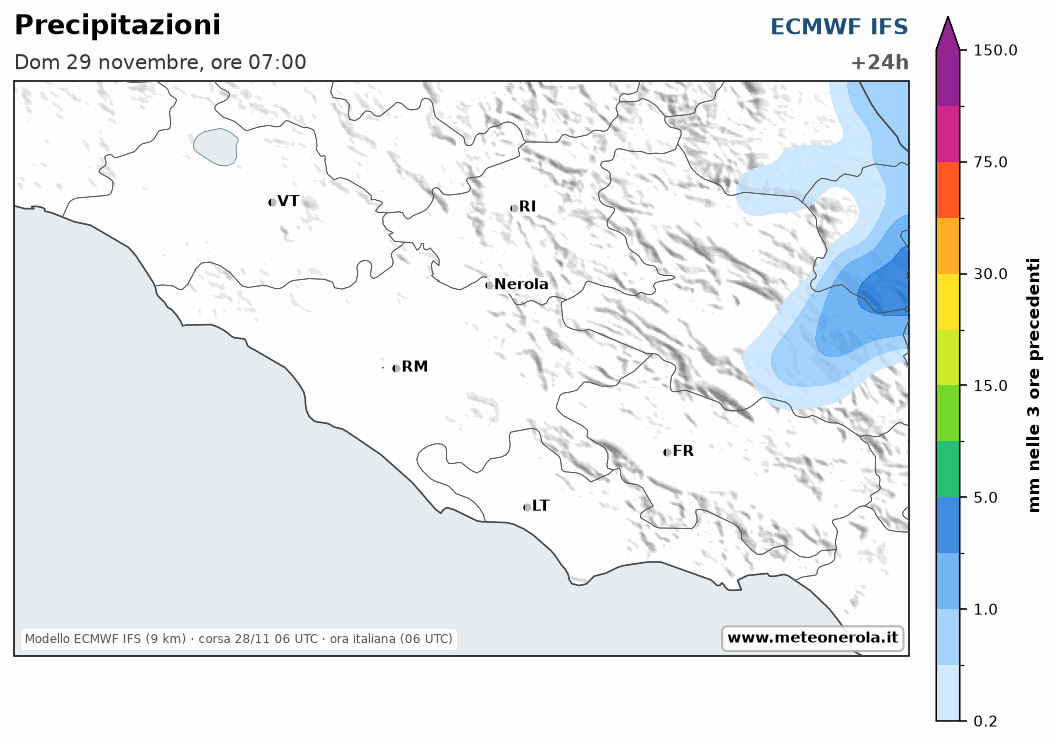 Precipitazioni
ECMWF IFS
Dom 29 novembre, ore 07:00
+24h
VT
RI
Nerola
RM
FR
LT
Modello ECMWF IFS (9 km) · corsa 28/11 06 UTC · ora italiana (06 UTC)
www.meteonerola.it
150.0
75.0
30.0
15.0
5.0
1.0
0.2
mm nelle 3 ore precedenti